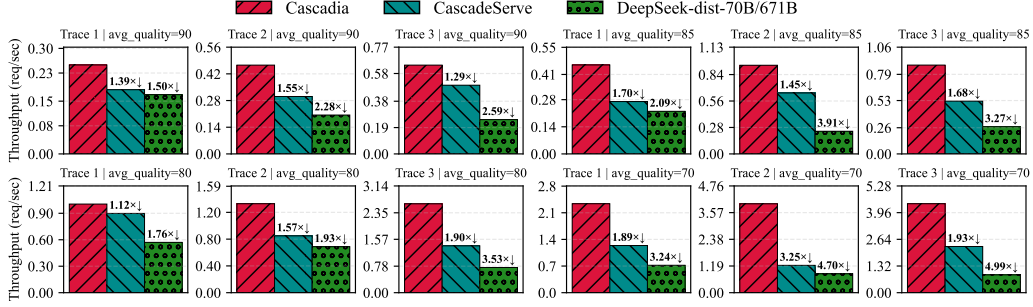 Cascadia CascadeServe DeepSeek-dist-70B/671B
Trace 1 | avg_quality=90 Trace 2 | avg_quality=90 Trace 3 | avg_quality=90 Trace 1 | avg_quality=85 Trace 2 | avg_quality=85 Trace 3 | avg_quality=85
Throughput (req/sec)
0.30 0.23 0.15 0.08 0.00
1.39×↓ 1.50×↓
0.56 0.42 0.28 0.14 0.00
1.55×↓ 2.28×↓
0.77 0.58 0.38 0.19 0.00
1.29×↓ 2.59×↓
0.55 0.41 0.27 0.14 0.00
1.70×↓ 2.09×↓
1.13 0.84 0.56 0.28 0.00
1.45×↓ 3.91×↓
1.06 0.79 0.53 0.26 0.00
1.68×↓ 3.27×↓
Trace 1 | avg_quality=80 Trace 2 | avg_quality=80 Trace 3 | avg_quality=80 Trace 1 | avg_quality=70 Trace 2 | avg_quality=70 Trace 3 | avg_quality=70
Throughput (req/sec)
1.21 0.90 0.60 0.30 0.00
1.12×↓ 1.76×↓
1.59 1.20 0.80 0.40 0.00
1.57×↓ 1.93×↓
3.14 2.35 1.57 0.78 0.00
1.90×↓ 3.53×↓
2.8 2.1 1.4 0.7 0.0
1.89×↓ 3.24×↓
4.76 3.57 2.38 1.19 0.00
3.25×↓ 4.70×↓
5.28 3.96 2.64 1.32 0.00
1.93×↓ 4.99×↓